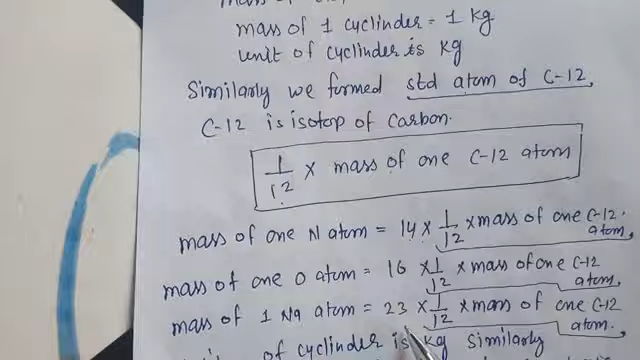 mass of
mass of 1 cylinder = 1 kg
unit of cylinder is kg
Similarly we formed std atom of C-12,
C-12 is isotop of carbon.
1/12 × mass of one C-12 atom
mass of one N atom = 14 × 1/12 × mass of one C-12 atom,
mass of one O atom = 16 × 1/12 × mass of one C-12 atom,
mass of 1 Na atom = 23 × 1/12 × mass of one C-12 atom,
of cylinder is kg similarly